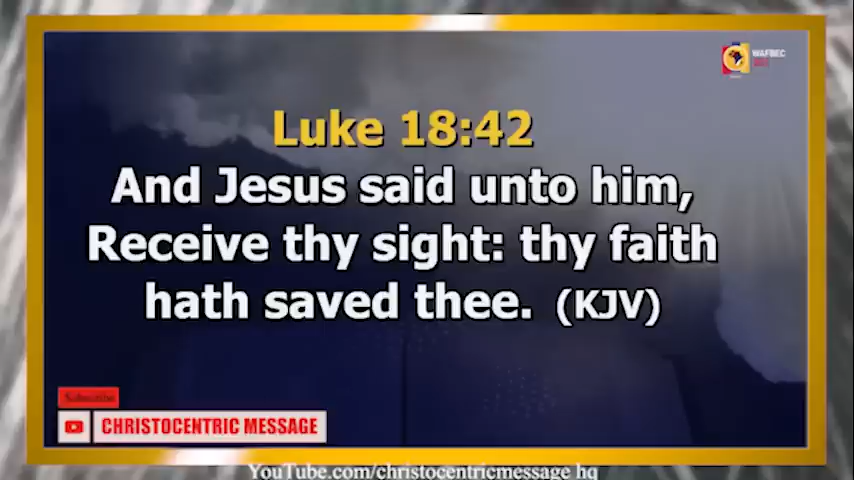 WAFBEC
Luke 18:42
And Jesus said unto him,
Receive thy sight: thy faith
hath saved thee. (KJV)
Subscribe
CHRISTOCENTRIC MESSAGE
YouTube.com/christocentricmessage hq